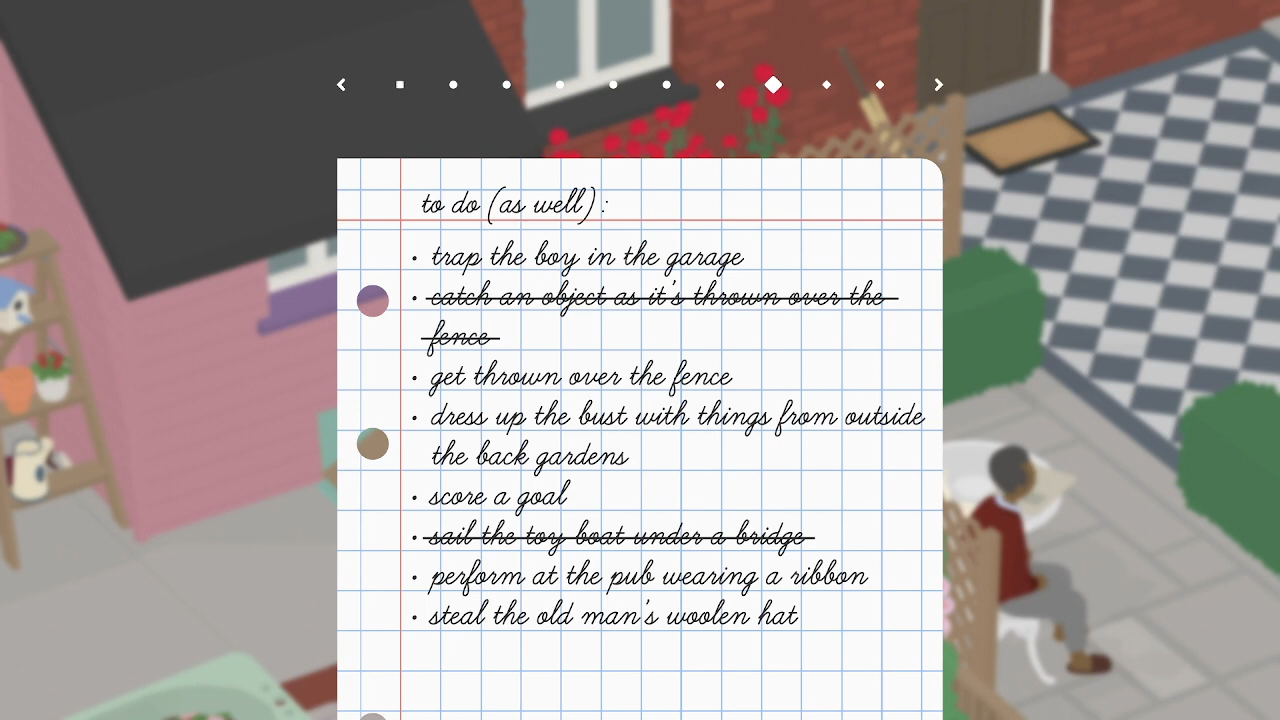 to do (as well):
• trap the boy in the garage
• catch an object as it's thrown over the
fence
• get thrown over the fence
• dress up the bust with things from outside
the back gardens
• score a goal
• sail the toy boat under a bridge
• perform at the pub wearing a ribbon
• steal the old man's woolen hat